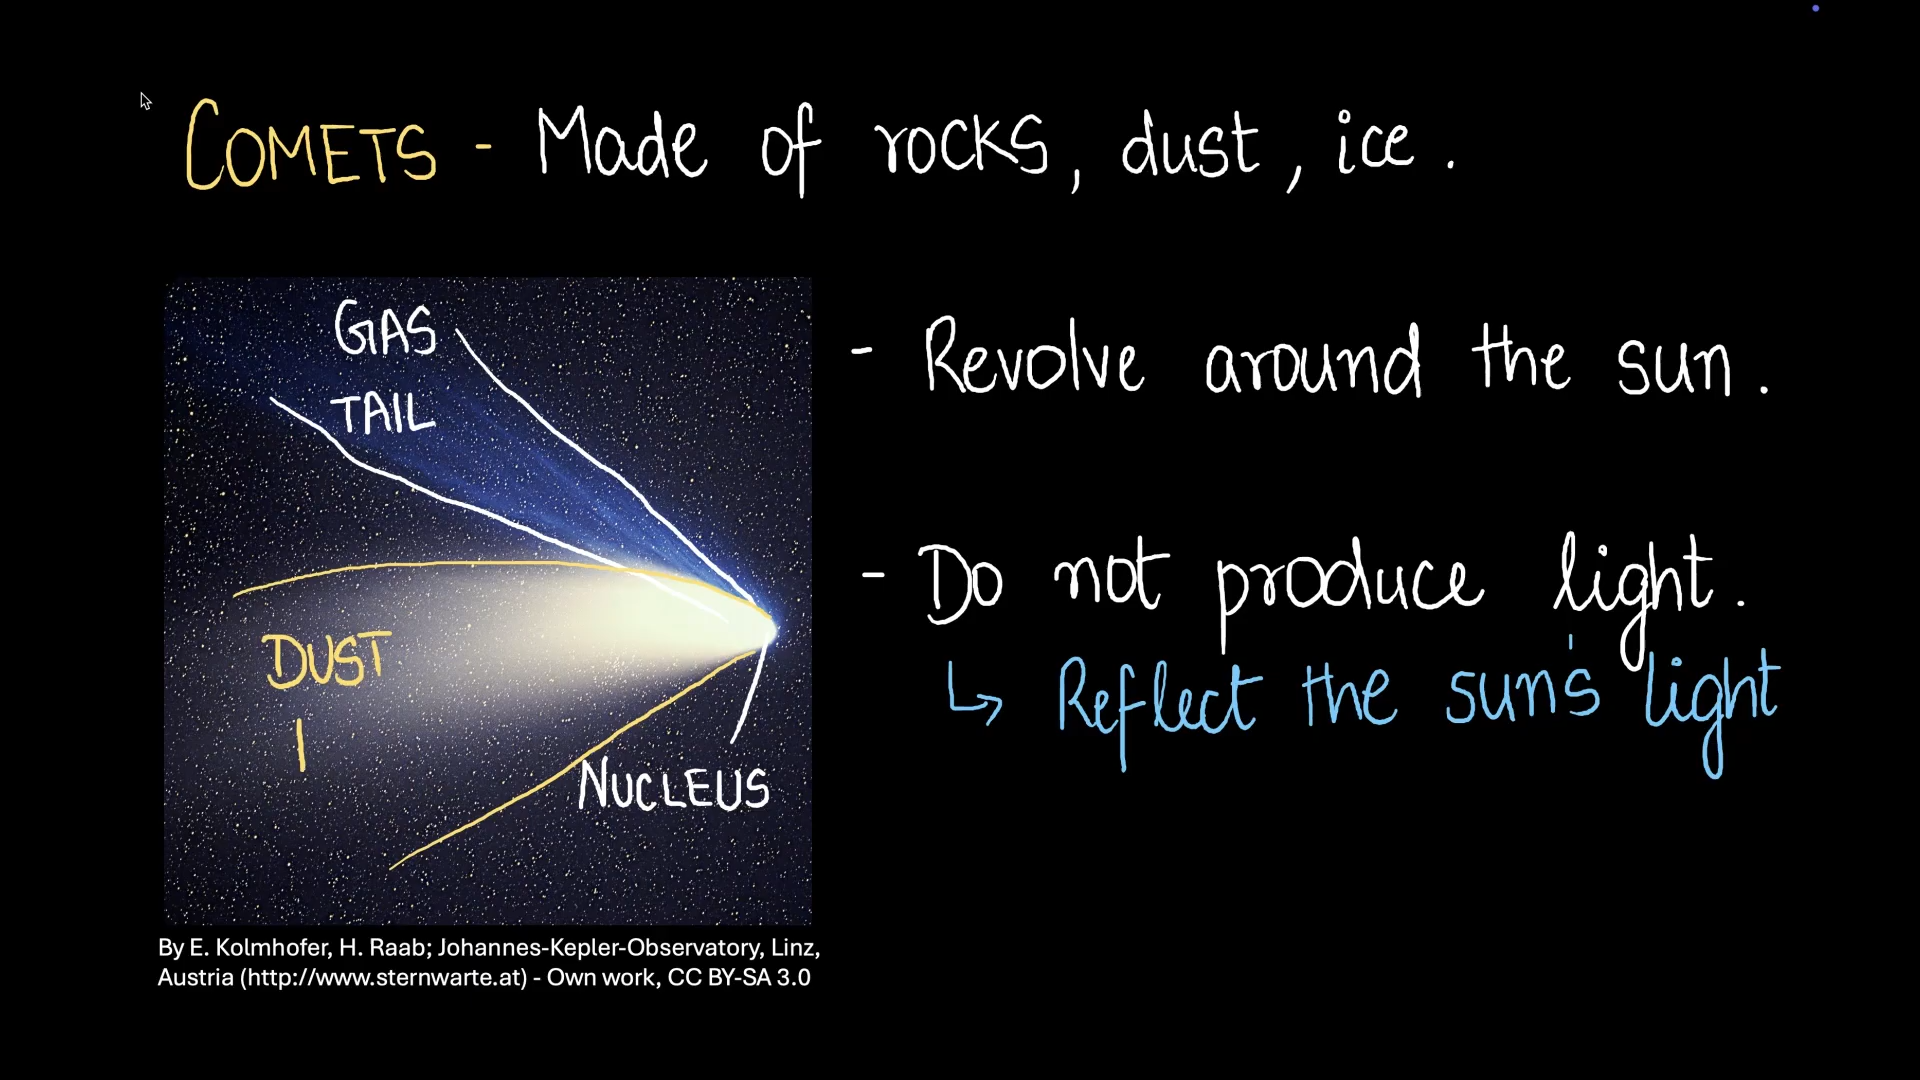 COMETS - Made of rocks, dust, ice.
GAS
TAIL
DUST
NUCLEUS
- Revolve around the sun.
- Do not produce light.
↳ Reflect the sun's light
By E. Kolmhofer, H. Raab; Johannes-Kepler-Observatory, Linz,
Austria (http://www.sternwarte.at) - Own work, CC BY-SA 3.0